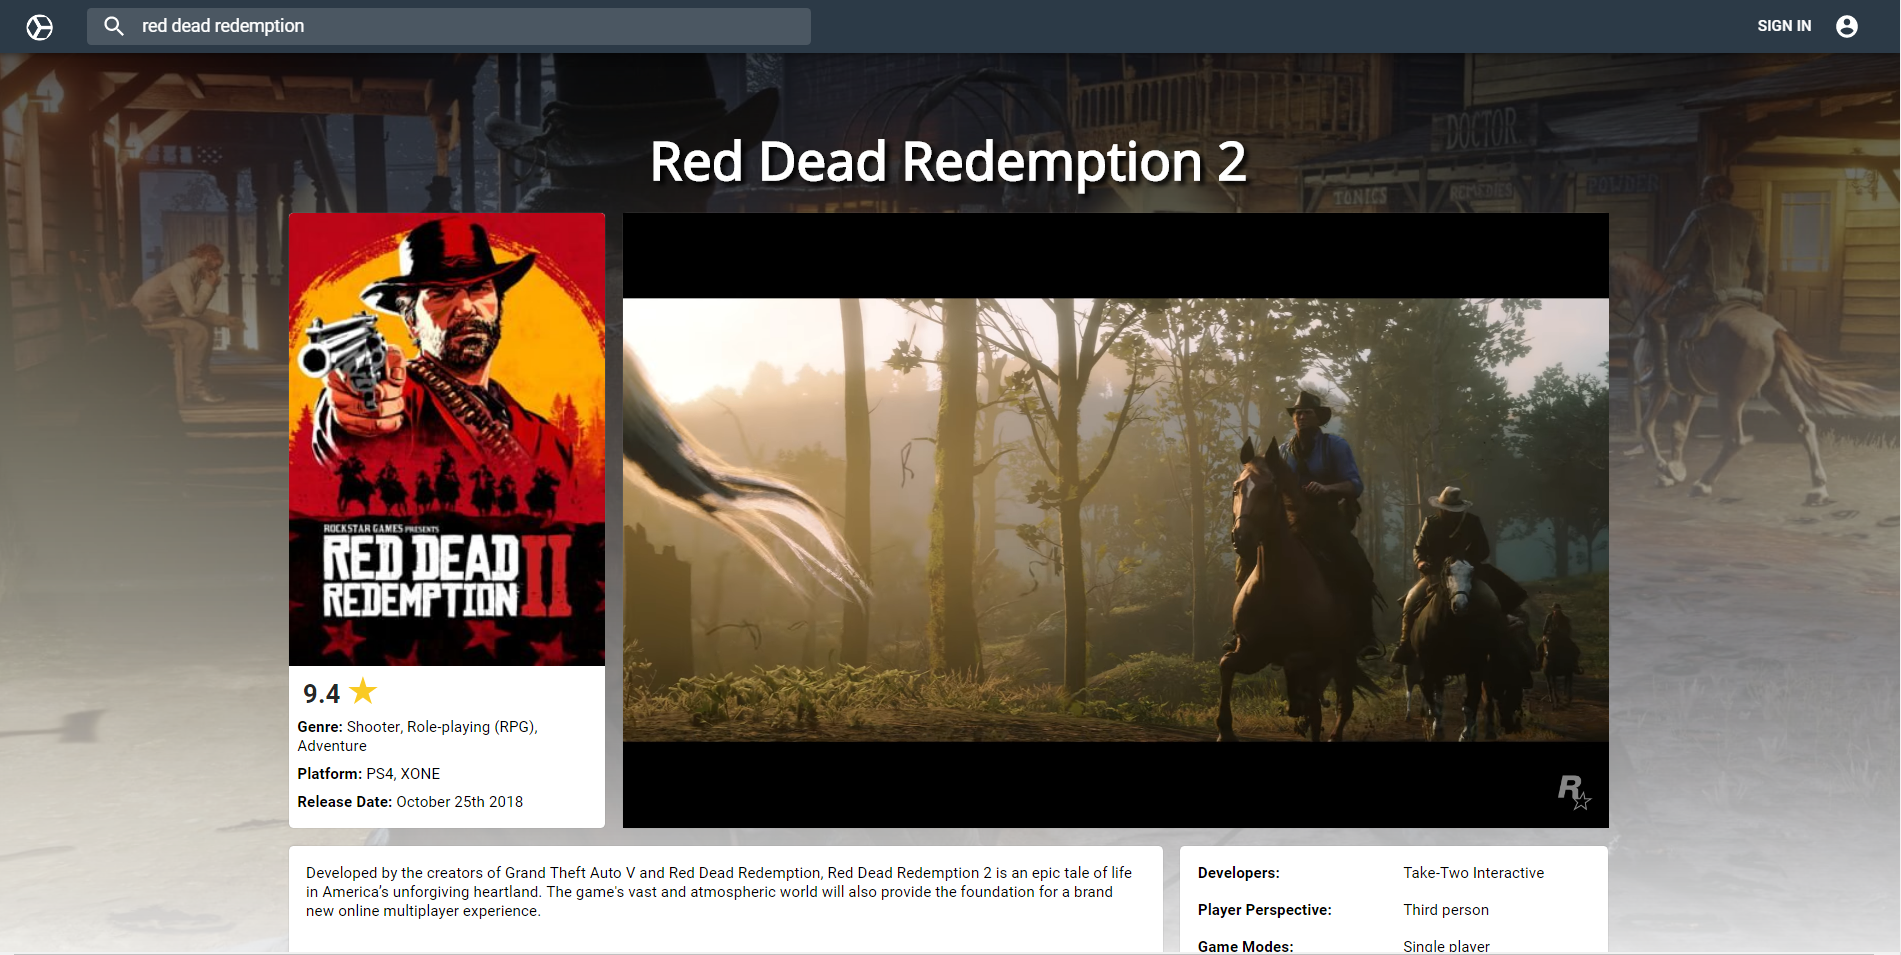 red dead redemption
SIGN IN
DOCTOR
TONICS
REMEDIES
POWDER
Red Dead Redemption 2
ROCKSTAR GAMES PRESENTS
RED DEAD
REDEMPTION II
9.4
Genre: Shooter, Role-playing (RPG),
Adventure
Platform: PS4, XONE
Release Date: October 25th 2018
R
Developed by the creators of Grand Theft Auto V and Red Dead Redemption, Red Dead Redemption 2 is an epic tale of life
in America’s unforgiving heartland. The game's vast and atmospheric world will also provide the foundation for a brand
new online multiplayer experience.
Developers: Take-Two Interactive
Player Perspective: Third person
Game Modes: Single player